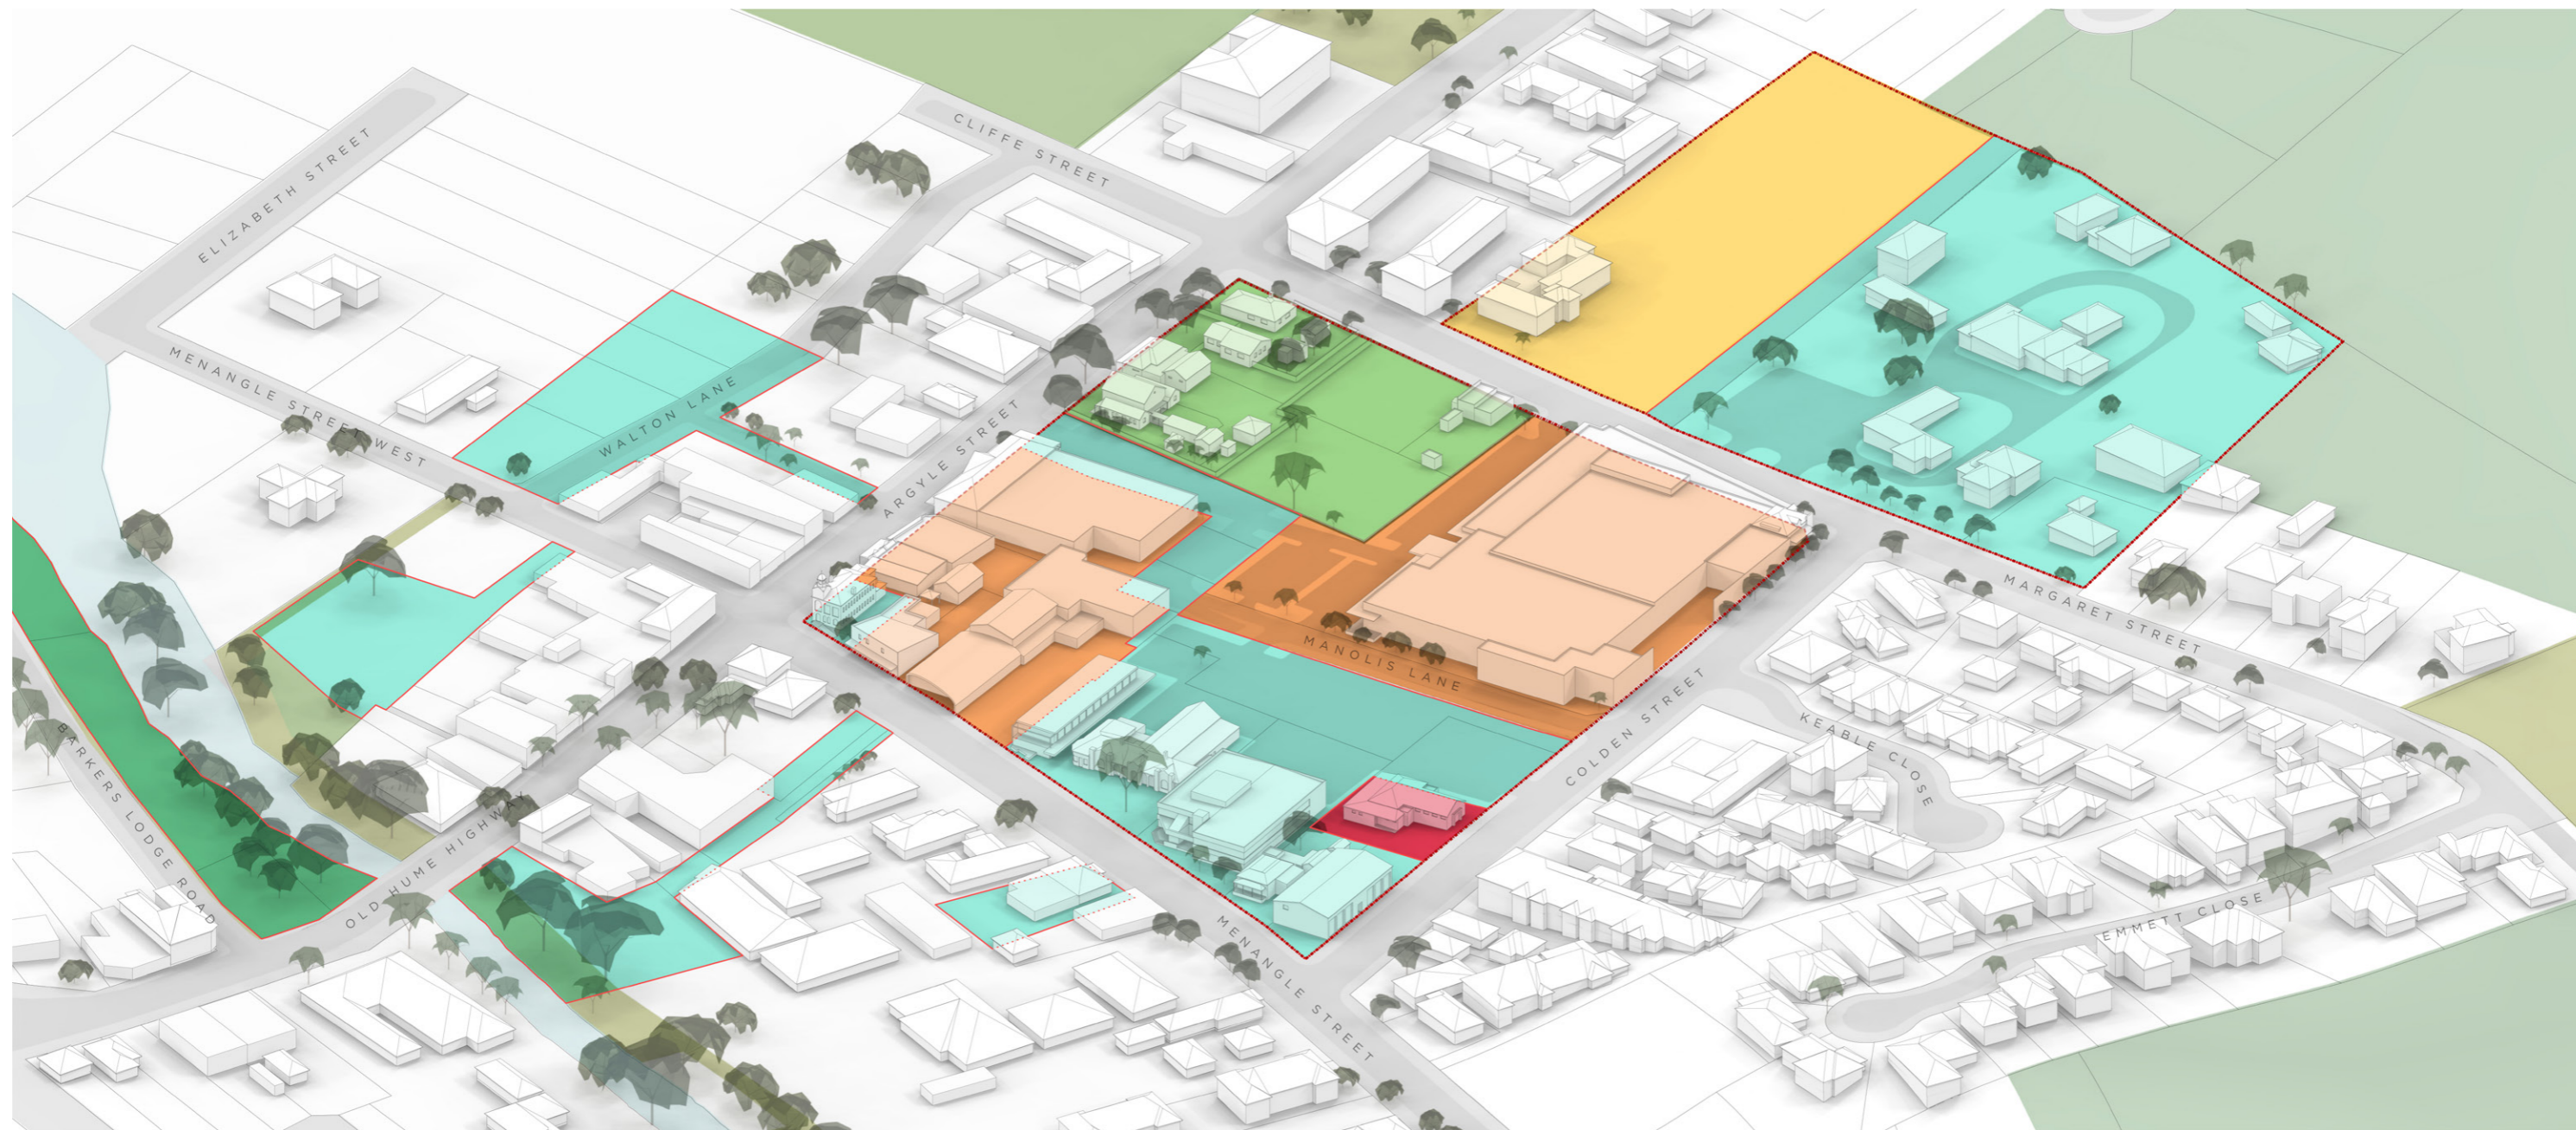 CLIFFE STREET
ELIZABETH STREET
MENANGLE STREET WEST
WALTON LANE
ARGYLE STREET
MARGARET STREET
MANOLIS LANE
COLDEN STREET
KEABLE CLOSE
BARKERS LODGE ROAD
OLD HUME HIGHWAY
EMMETT CLOSE
MENANGLE STREET